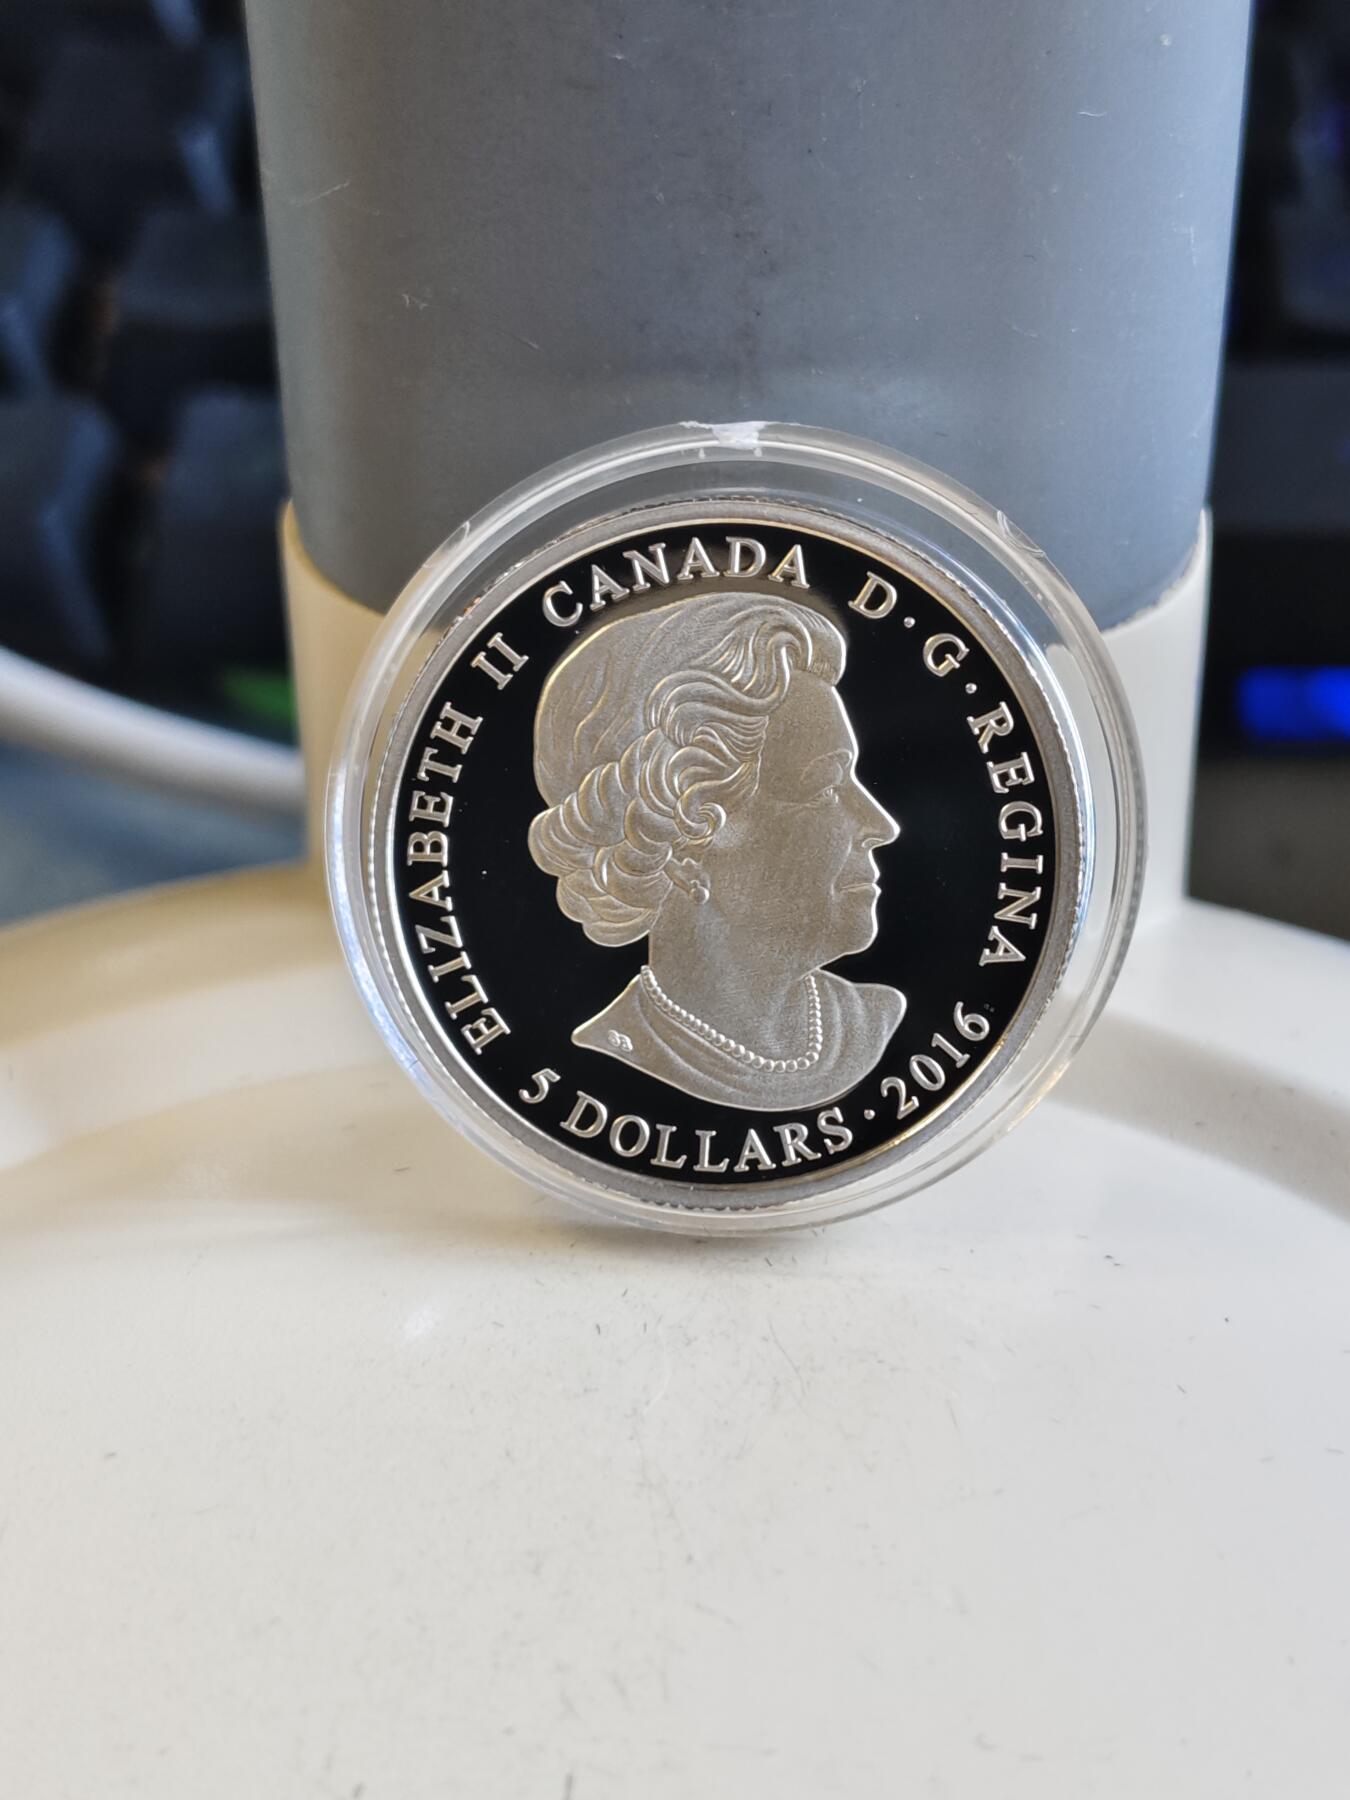 ELIZABETH II CANADA D·G·REGINA
5 DOLLARS · 2016